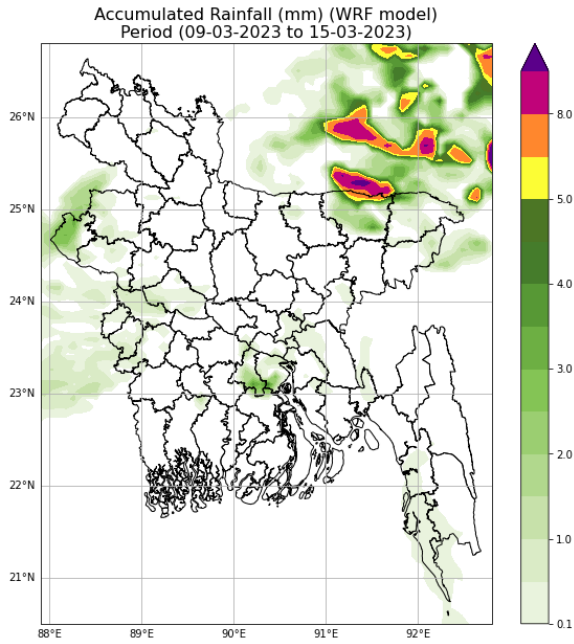 Accumulated Rainfall (mm) (WRF model)
Period (09-03-2023 to 15-03-2023)
26°N
25°N
24°N
23°N
22°N
21°N
88°E
89°E
90°E
91°E
92°E
8.0
5.0
4.0
3.0
2.0
1.0
0.1